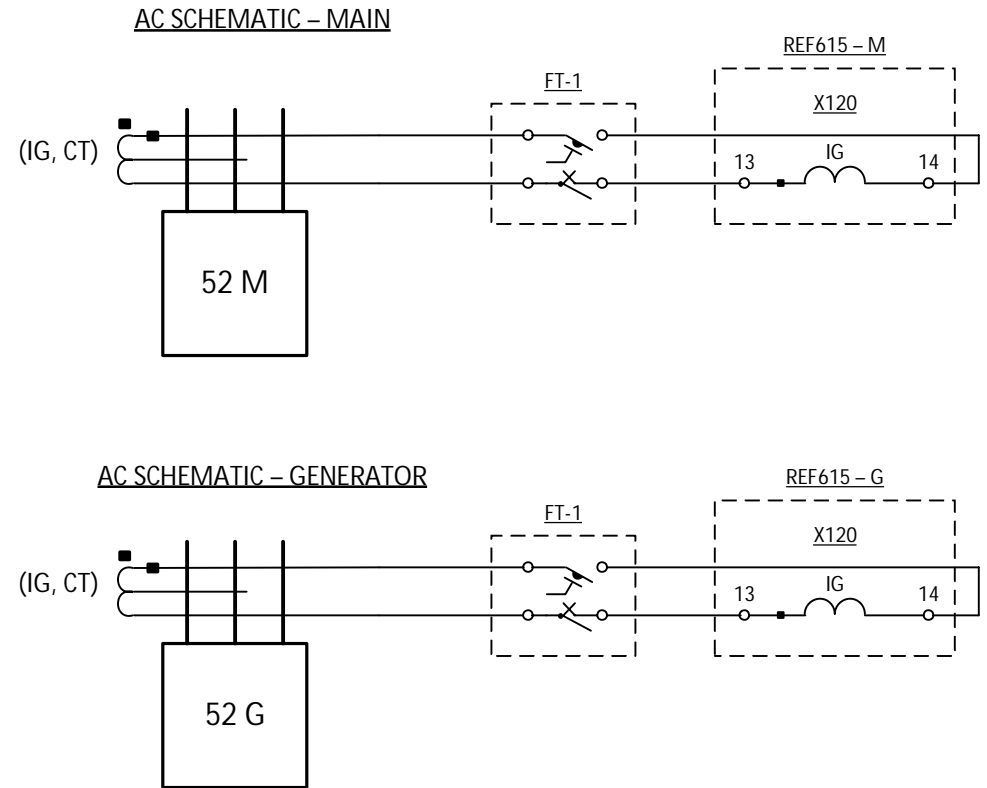 AC SCHEMATIC – MAIN
REF615 – M
FT-1
X120
(IG, CT)
IG
13
14
52 M
AC SCHEMATIC – GENERATOR
REF615 – G
FT-1
X120
(IG, CT)
IG
13
14
52 G